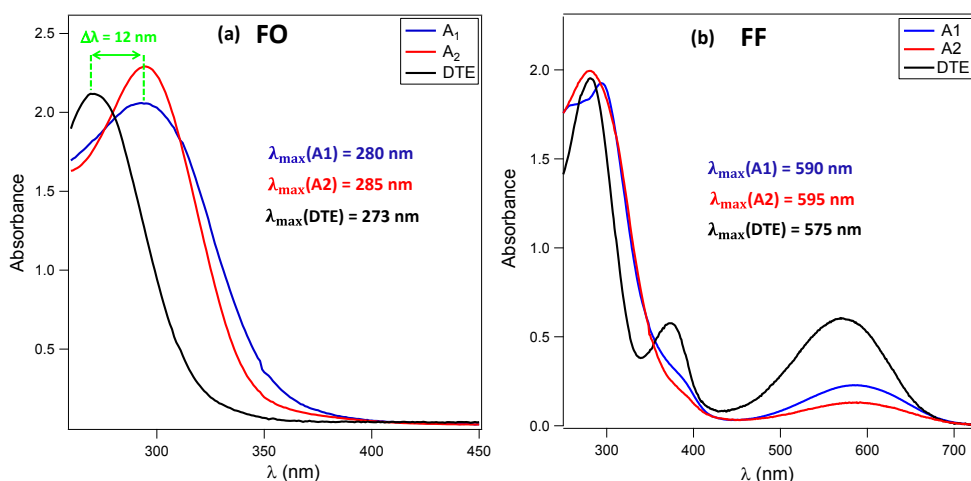 (a) FO
Δλ = 12 nm
A₁
A₂
DTE
λmax(A1) = 280 nm
λmax(A2) = 285 nm
λmax(DTE) = 273 nm
Absorbance
2.5
2.0
1.5
1.0
0.5
300
350
400
450
λ (nm)
(b) FF
A1
A2
DTE
λmax(A1) = 590 nm
λmax(A2) = 595 nm
λmax(DTE) = 575 nm
Absorbance
2.0
1.5
1.0
0.5
0.0
300
400
500
600
700
λ (nm)